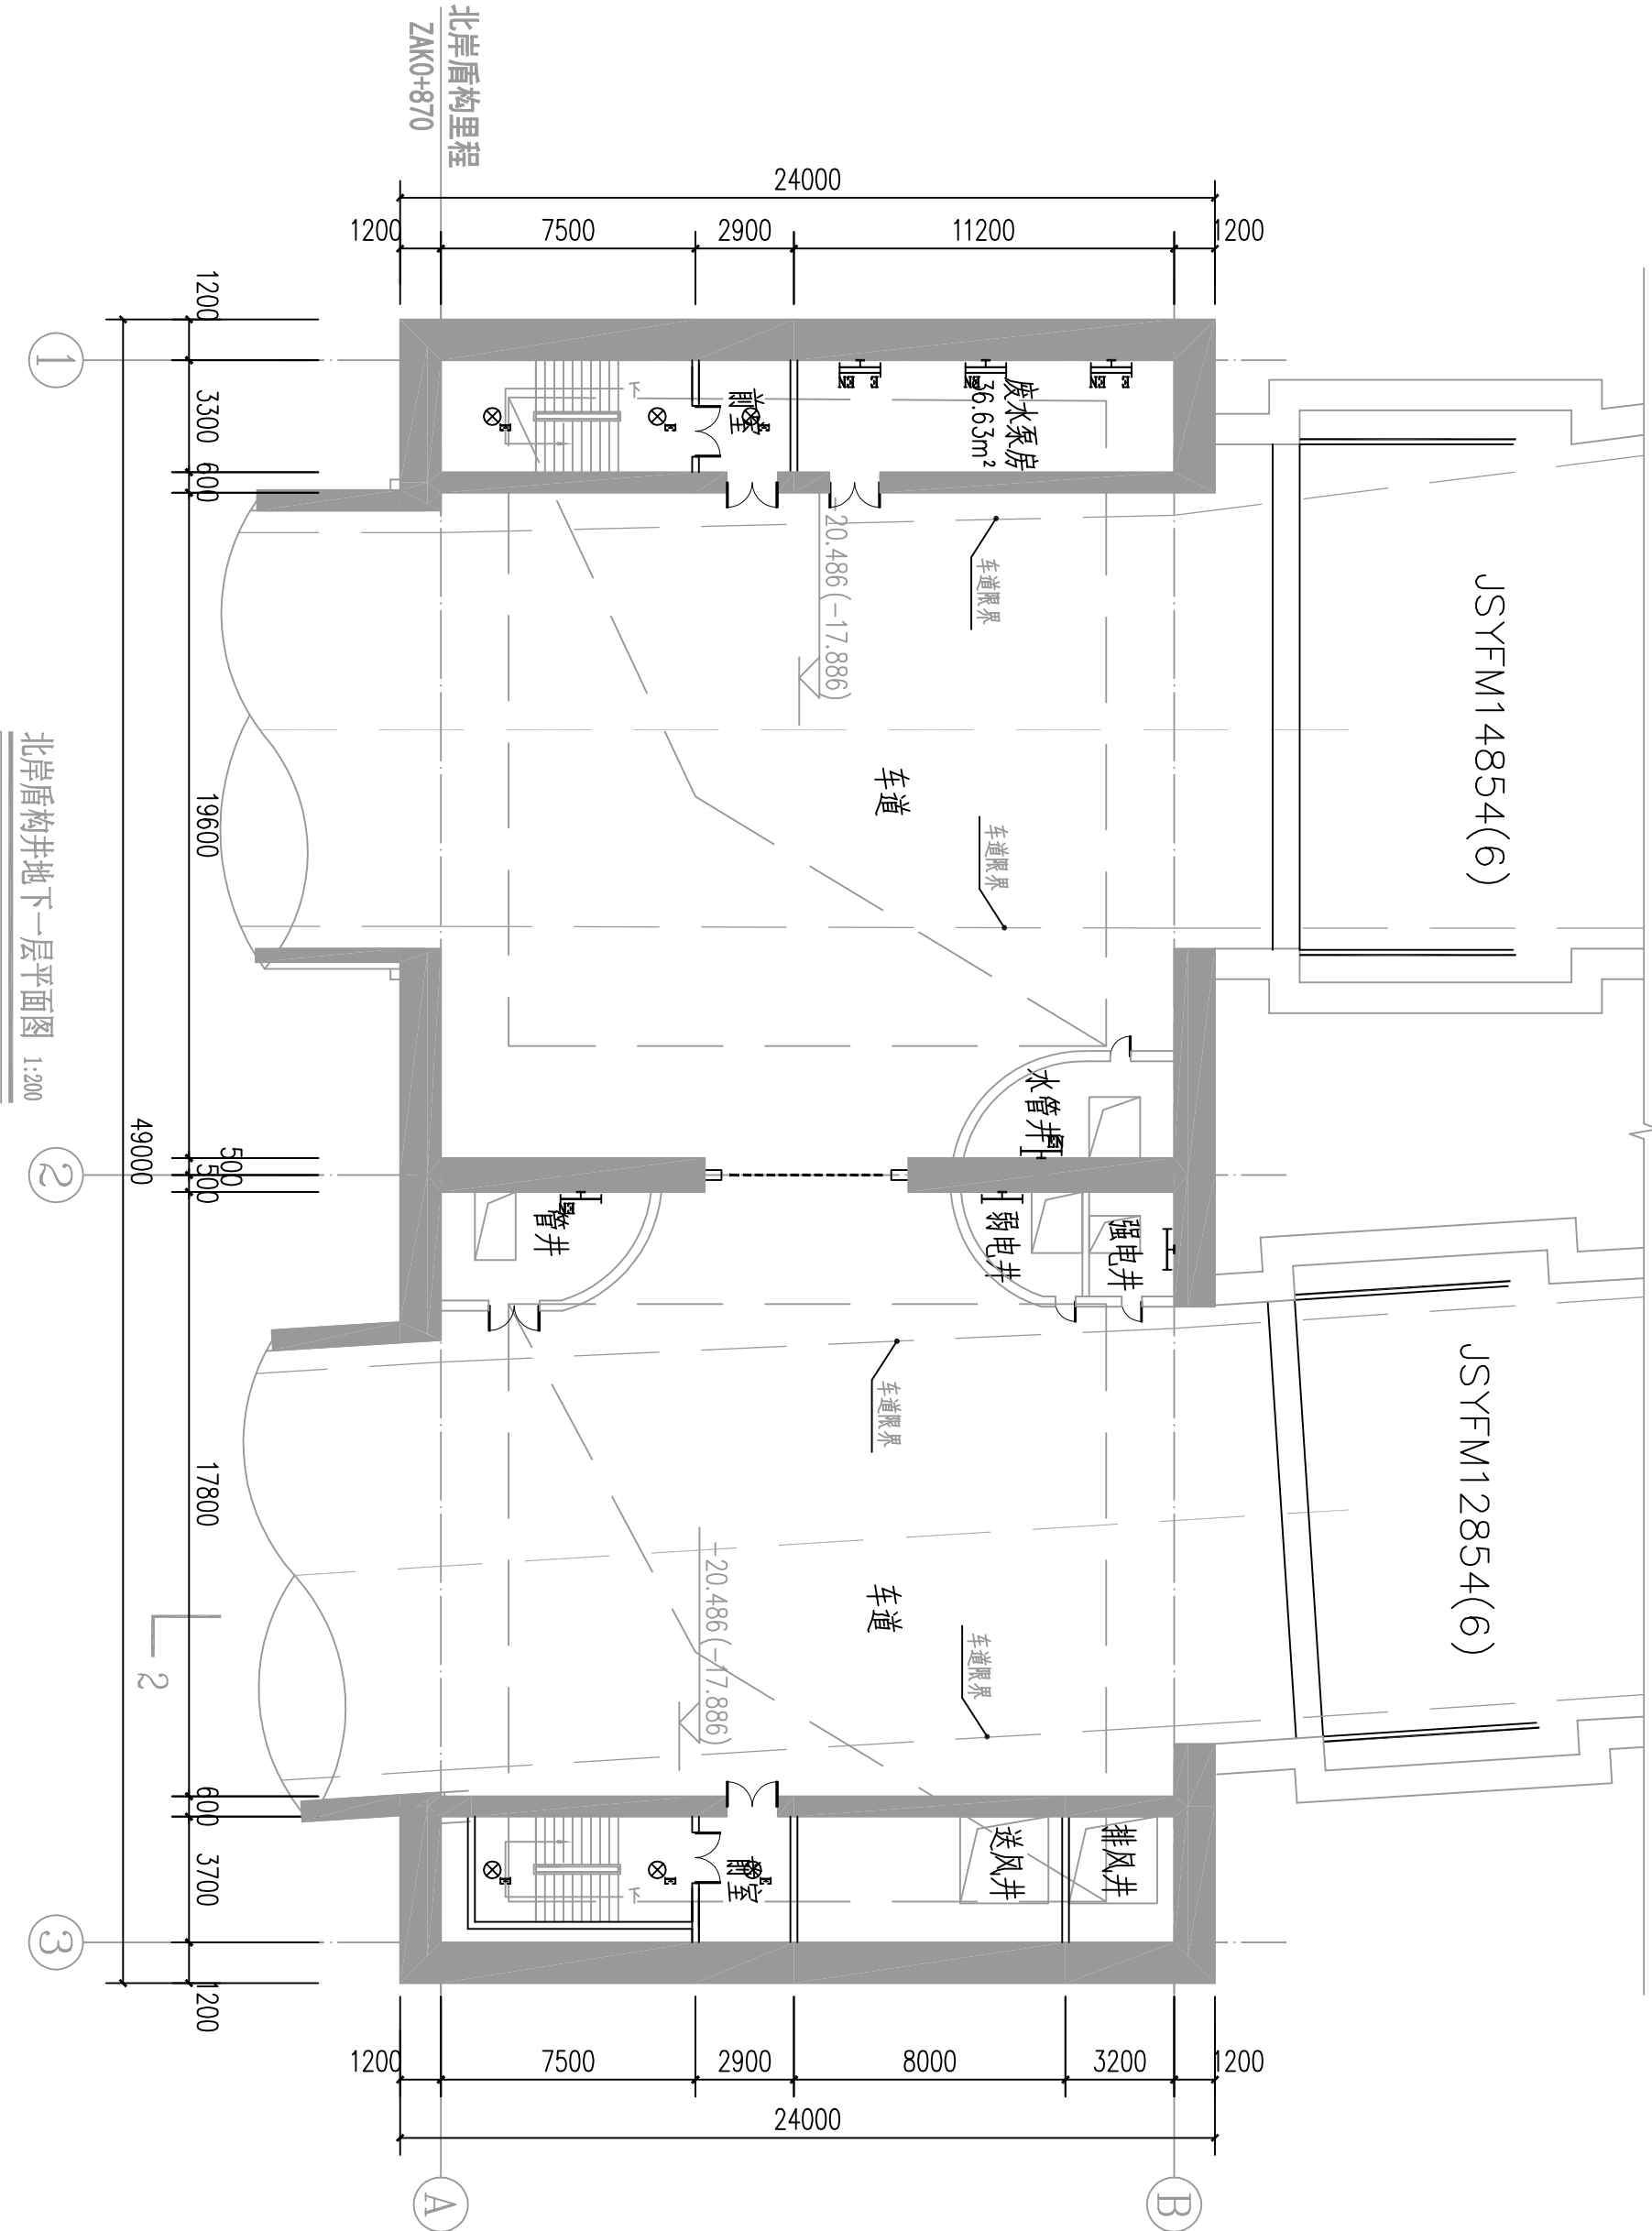 北岸盾构里程
ZAK0+870
24000
1200
7500
2900
11200
1200
1200
3300
600
19600
500
500
17800
600
3700
1200
49000
1
2
3
下
E
E
前室
E
废水泵房
36.63m²
-20.486(-17.886)
车道限界
车道
车道限界
JSYFM14854(6)
水管井
管井
弱电井
强电井
车道限界
JSYFM12854(6)
车道
-20.486(-17.886)
车道限界
2
送风井
排风井
前室
E
E
E
下
1200
7500
2900
8000
3200
1200
24000
A
B
北岸盾构井地下一层平面图 1:200